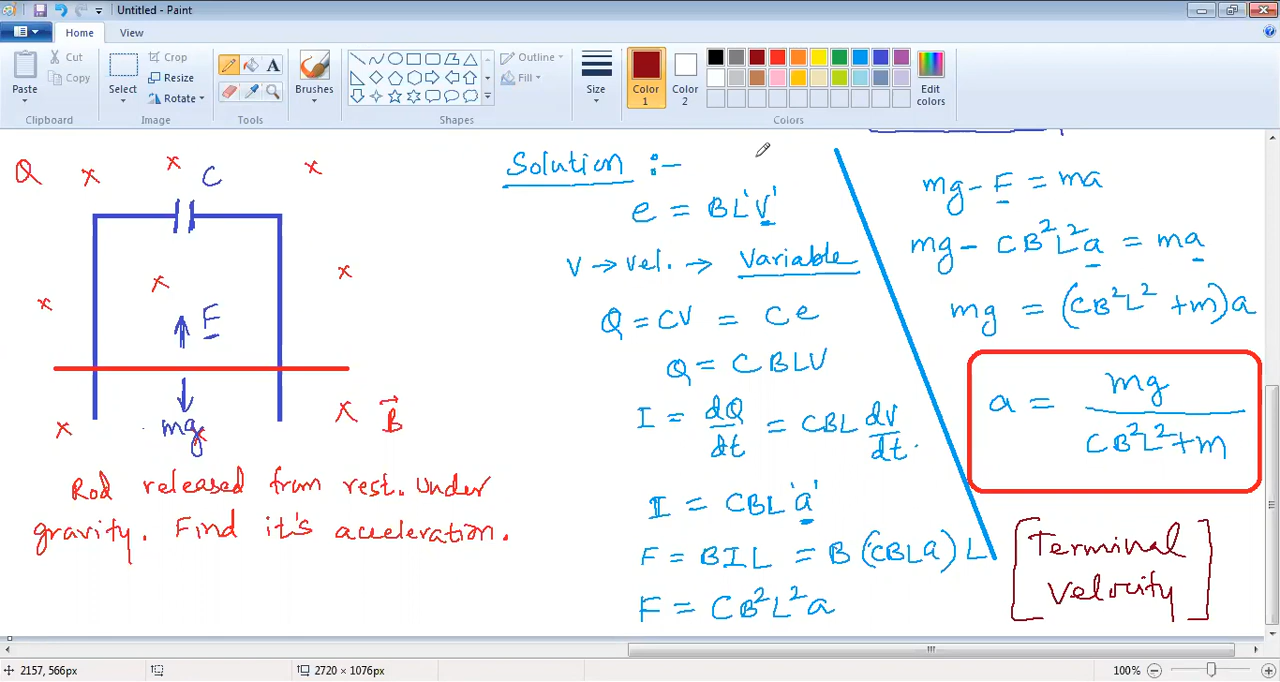 Untitled - Paint
Home View
Paste
Cut
Copy
Clipboard
Select
Crop
Resize
Rotate
Image
A
Tools
Brushes
Outline
Fill
Shapes
Size
Color 1
Color 2
Edit colors
Colors
Q
x x x
C
x x x
F
mg
x x x
B⃗
Rod released from rest. Under
gravity. Find it's acceleration.
Solution :-
e = BL'V'
V → vel. → Variable
Q = CV = Ce
Q = CBLV
I = dQ/dt = CBL dV/dt.
I = CBL'a'
F = BIL = B (CBLa) L
F = CB²L²a
mg - F = ma
mg - CB²L²a = ma
mg = (CB²L² + m)a
a = mg/CB²L²+m
[Terminal
Velocity]
2157, 566px
2720 × 1076px
100%